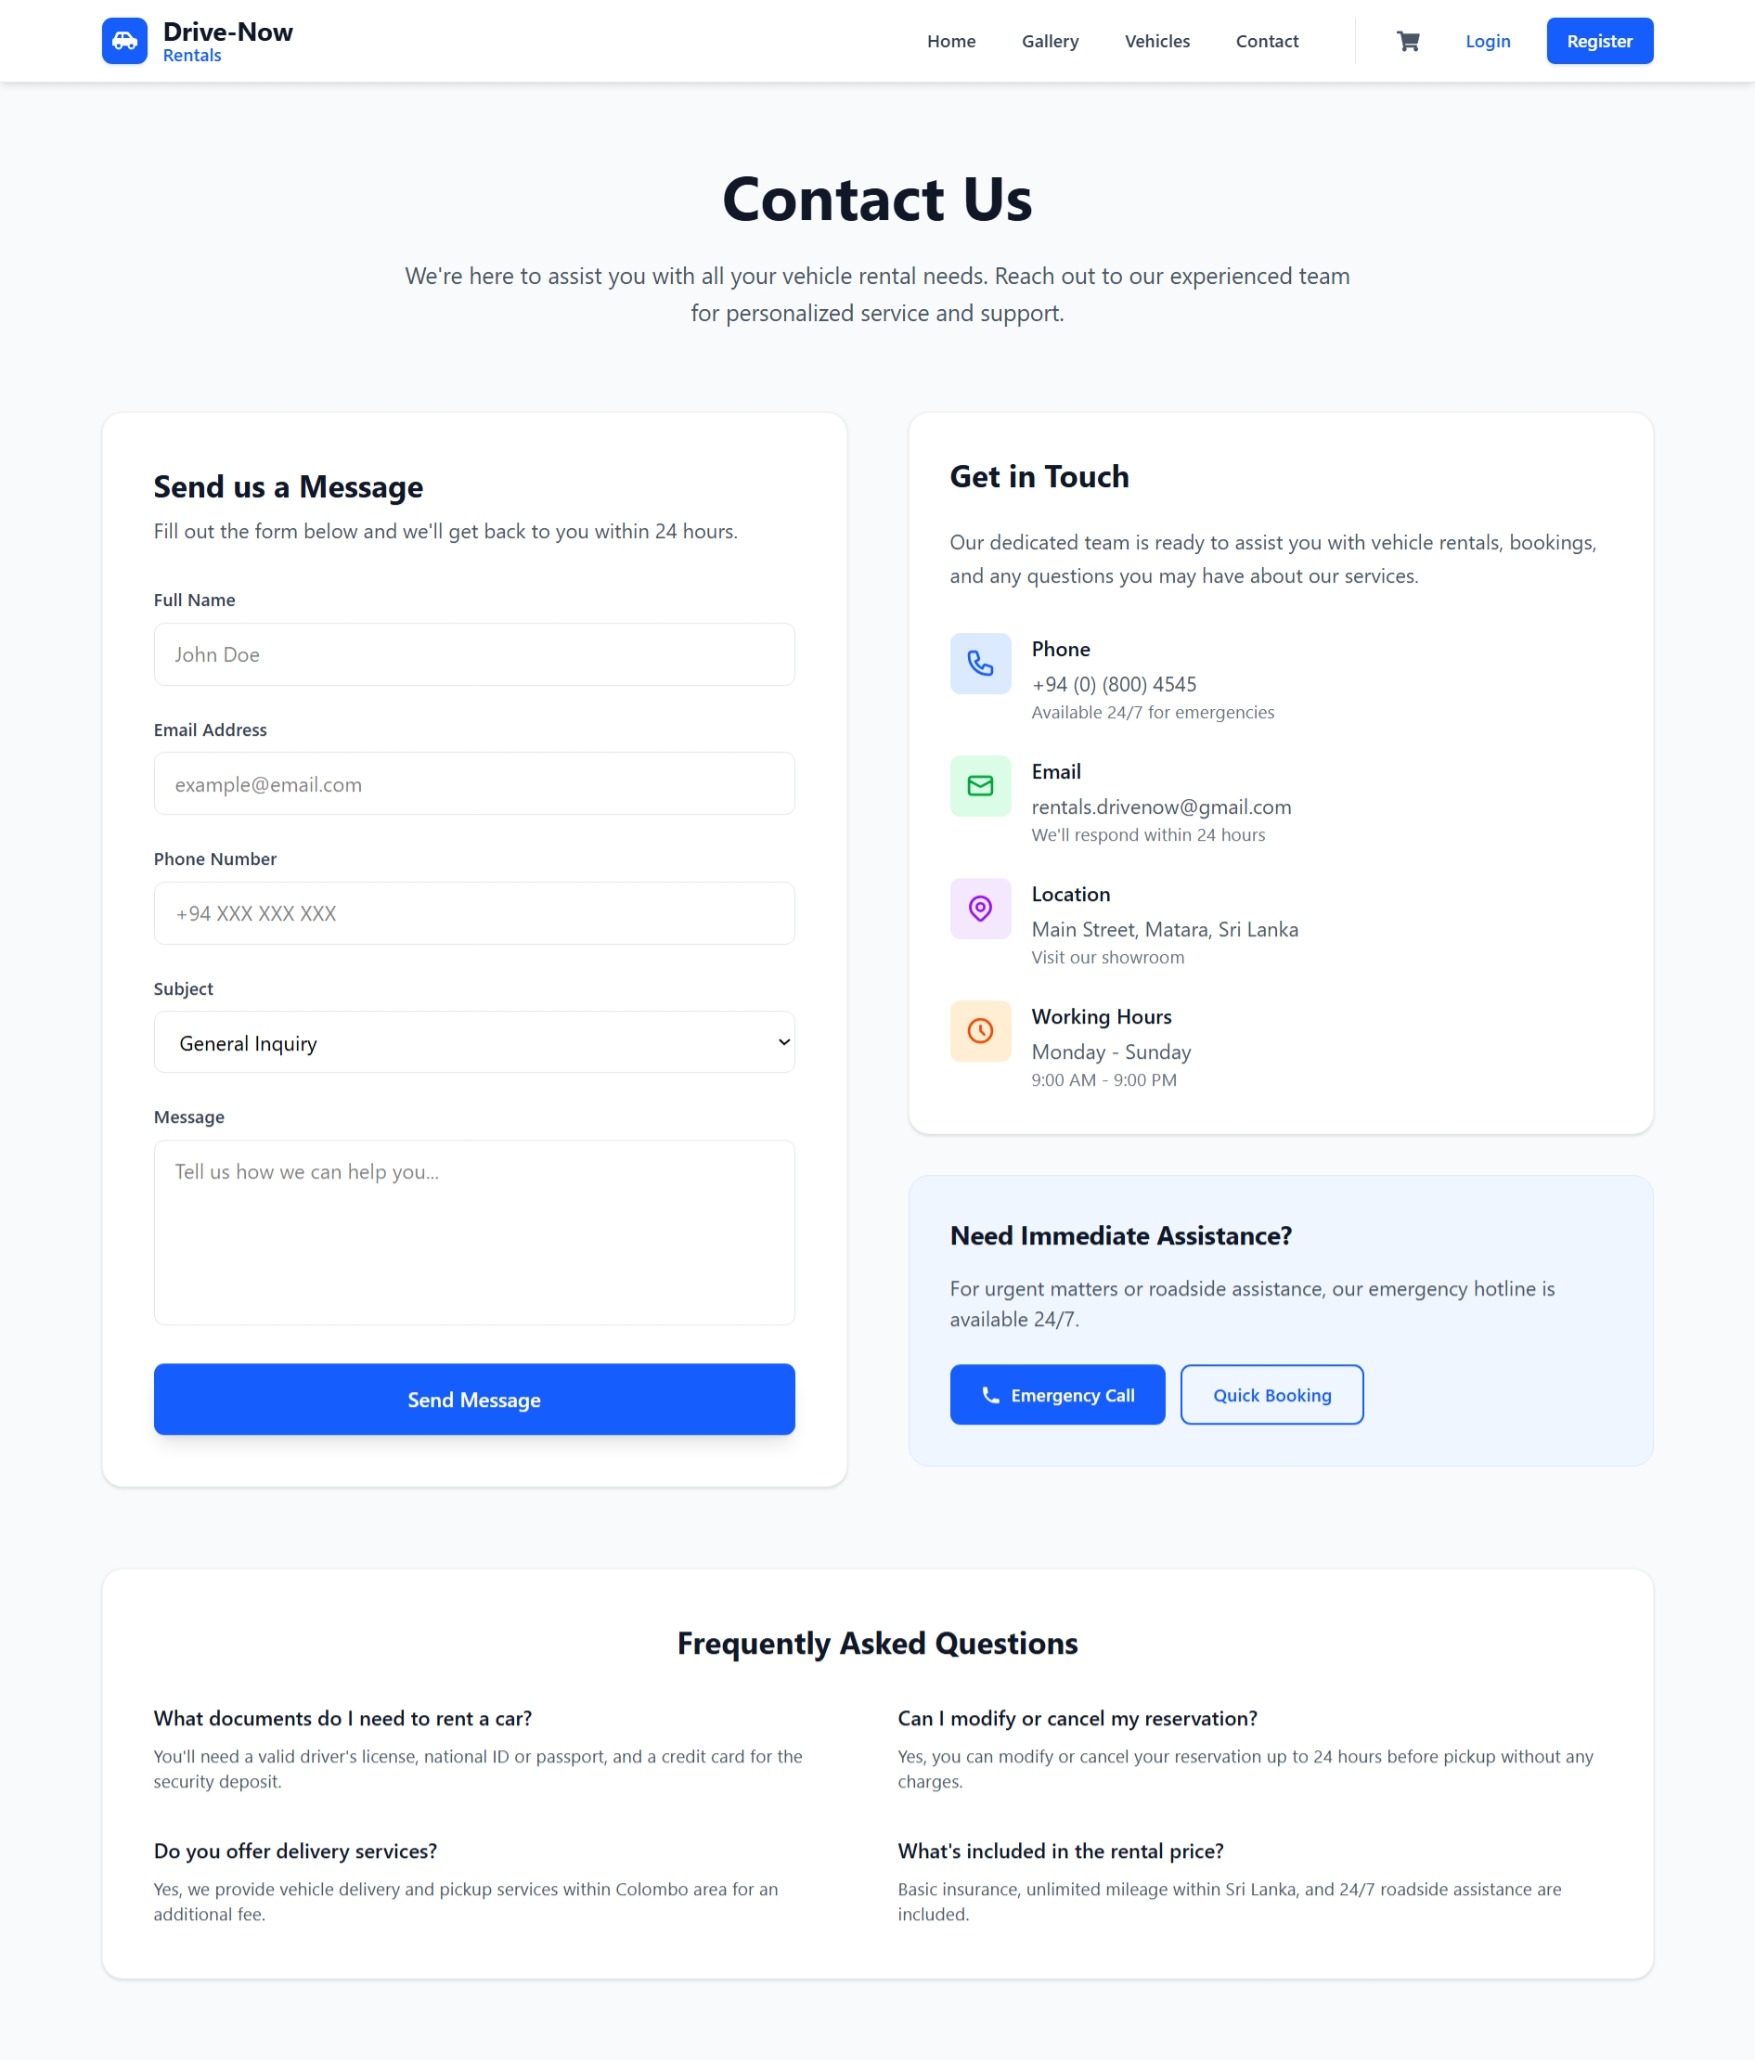 Drive-Now
Rentals
Home
Gallery
Vehicles
Contact
Login
Register
Contact Us
We're here to assist you with all your vehicle rental needs. Reach out to our experienced team
for personalized service and support.
Send us a Message
Fill out the form below and we'll get back to you within 24 hours.
Full Name
John Doe
Email Address
example@email.com
Phone Number
+94 XXX XXX XXX
Subject
General Inquiry
Message
Tell us how we can help you...
Send Message
Get in Touch
Our dedicated team is ready to assist you with vehicle rentals, bookings,
and any questions you may have about our services.
Phone
+94 (0) (800) 4545
Available 24/7 for emergencies
Email
rentals.drivenow@gmail.com
We'll respond within 24 hours
Location
Main Street, Matara, Sri Lanka
Visit our showroom
Working Hours
Monday - Sunday
9:00 AM - 9:00 PM
Need Immediate Assistance?
For urgent matters or roadside assistance, our emergency hotline is
available 24/7.
Emergency Call
Quick Booking
Frequently Asked Questions
What documents do I need to rent a car?
You'll need a valid driver's license, national ID or passport, and a credit card for the
security deposit.
Can I modify or cancel my reservation?
Yes, you can modify or cancel your reservation up to 24 hours before pickup without any
charges.
Do you offer delivery services?
Yes, we provide vehicle delivery and pickup services within Colombo area for an
additional fee.
What's included in the rental price?
Basic insurance, unlimited mileage within Sri Lanka, and 24/7 roadside assistance are
included.